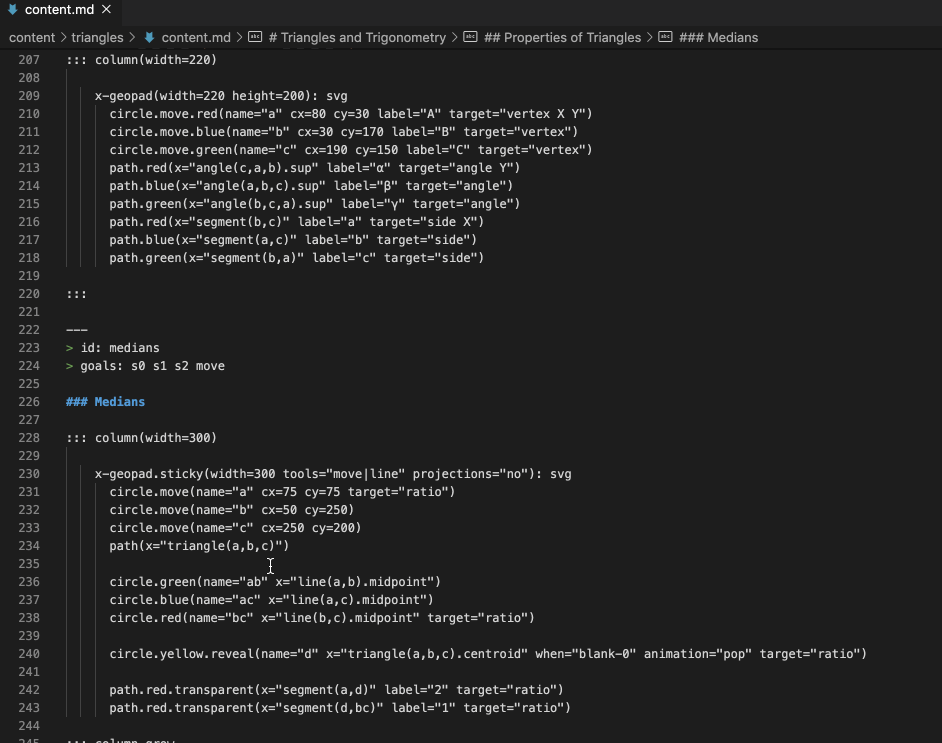 content.md ×
content > triangles > content.md > # Triangles and Trigonometry > ## Properties of Triangles > ### Medians
207 ::: column(width=220)
208
209 x-geopad(width=220 height=200): svg
210 circle.move.red(name="a" cx=80 cy=30 label="A" target="vertex X Y")
211 circle.move.blue(name="b" cx=30 cy=170 label="B" target="vertex")
212 circle.move.green(name="c" cx=190 cy=150 label="C" target="vertex")
213 path.red(x="angle(c,a,b).sup" label="α" target="angle Y")
214 path.blue(x="angle(a,b,c).sup" label="β" target="angle")
215 path.green(x="angle(b,c,a).sup" label="γ" target="angle")
216 path.red(x="segment(b,c)" label="a" target="side X")
217 path.blue(x="segment(a,c)" label="b" target="side")
218 path.green(x="segment(b,a)" label="c" target="side")
219
220 :::
221
222 ---
223 > id: medians
224 > goals: s0 s1 s2 move
225
226 ### Medians
227
228 ::: column(width=300)
229
230 x-geopad.sticky(width=300 tools="move|line" projections="no"): svg
231 circle.move(name="a" cx=75 cy=75 target="ratio")
232 circle.move(name="b" cx=50 cy=250)
233 circle.move(name="c" cx=250 cy=200)
234 path(x="triangle(a,b,c)")
235
236 circle.green(name="ab" x="line(a,b).midpoint")
237 circle.blue(name="ac" x="line(a,c).midpoint")
238 circle.red(name="bc" x="line(b,c).midpoint" target="ratio")
239
240 circle.yellow.reveal(name="d" x="triangle(a,b,c).centroid" when="blank-0" animation="pop" target="ratio")
241
242 path.red.transparent(x="segment(a,d)" label="2" target="ratio")
243 path.red.transparent(x="segment(d,bc)" label="1" target="ratio")
244
245 ::: column.grow